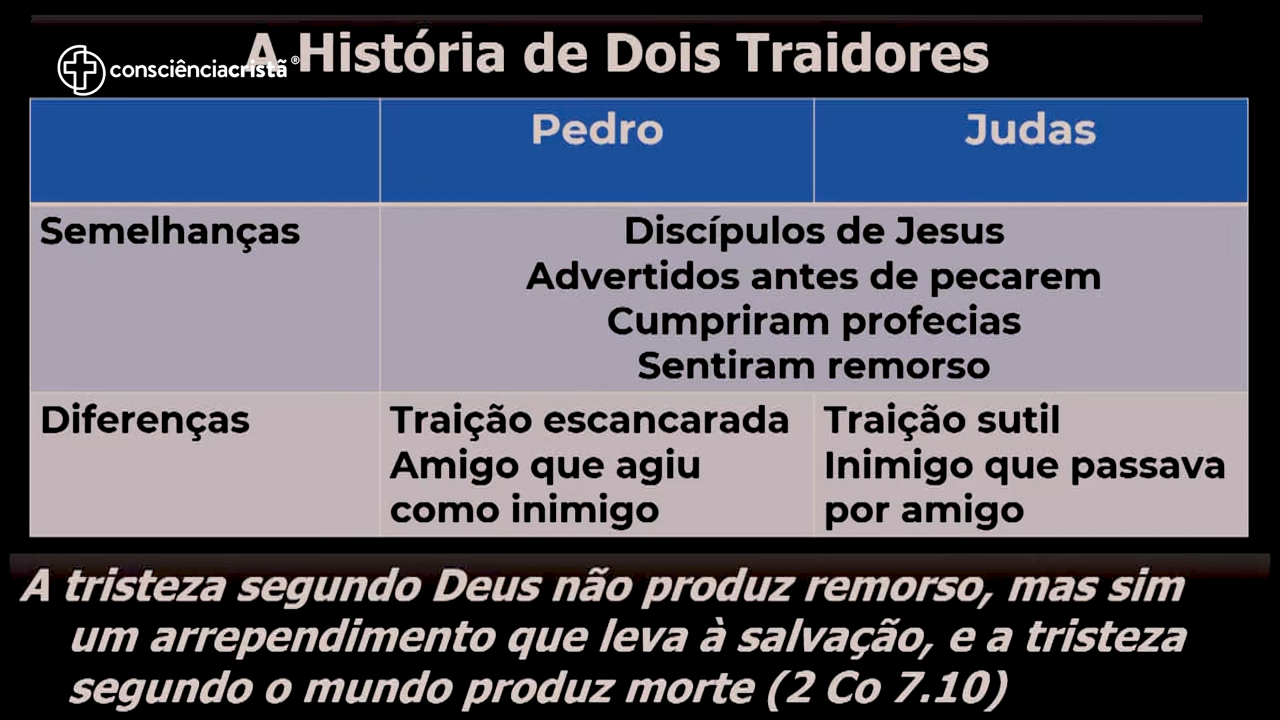 A História de Dois Traidores
consciênciacristã®
Pedro Judas
Semelhanças Discípulos de Jesus
Advertidos antes de pecarem
Cumpriram profecias
Sentiram remorso
Diferenças Traição escancarada Traição sutil
Amigo que agiu Inimigo que passava
como inimigo por amigo
A tristeza segundo Deus não produz remorso, mas sim
um arrependimento que leva à salvação, e a tristeza
segundo o mundo produz morte (2 Co 7.10)